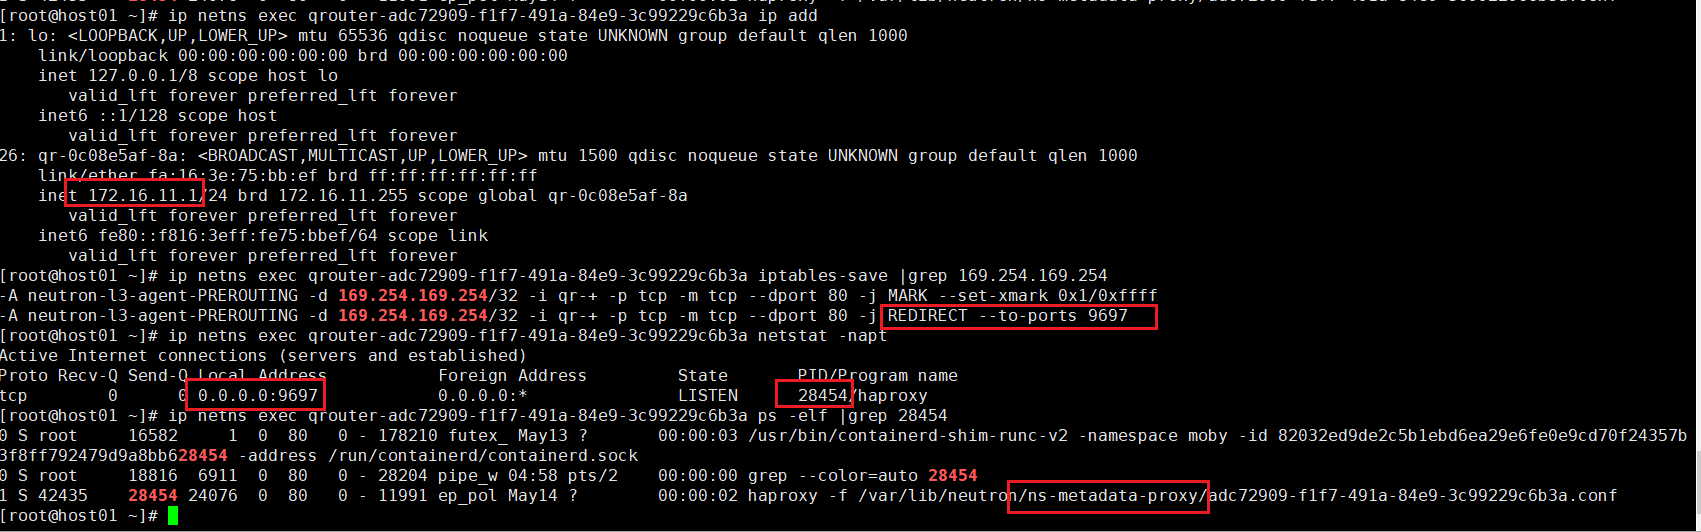 [root@host01 ~]# ip netns exec qrouter-adc72909-f1f7-491a-84e9-3c99229c6b3a ip add
1: lo: <LOOPBACK,UP,LOWER_UP> mtu 65536 qdisc noqueue state UNKNOWN group default qlen 1000
    link/loopback 00:00:00:00:00:00 brd 00:00:00:00:00:00
    inet 127.0.0.1/8 scope host lo
       valid_lft forever preferred_lft forever
    inet6 ::1/128 scope host
       valid_lft forever preferred_lft forever
26: qr-0c08e5af-8a: <BROADCAST,MULTICAST,UP,LOWER_UP> mtu 1500 qdisc noqueue state UNKNOWN group default qlen 1000
    link/ether fa:16:3e:75:bb:ef brd ff:ff:ff:ff:ff:ff
    inet 172.16.11.1/24 brd 172.16.11.255 scope global qr-0c08e5af-8a
       valid_lft forever preferred_lft forever
    inet6 fe80::f816:3eff:fe75:bbef/64 scope link
       valid_lft forever preferred_lft forever
[root@host01 ~]# ip netns exec qrouter-adc72909-f1f7-491a-84e9-3c99229c6b3a iptables-save |grep 169.254.169.254
-A neutron-l3-agent-PREROUTING -d 169.254.169.254/32 -i qr-+ -p tcp -m tcp --dport 80 -j MARK --set-xmark 0x1/0xffff
-A neutron-l3-agent-PREROUTING -d 169.254.169.254/32 -i qr-+ -p tcp -m tcp --dport 80 -j REDIRECT --to-ports 9697
[root@host01 ~]# ip netns exec qrouter-adc72909-f1f7-491a-84e9-3c99229c6b3a netstat -napt
Active Internet connections (servers and established)
Proto Recv-Q Send-Q Local Address           Foreign Address         State       PID/Program name
tcp        0      0 0.0.0.0:9697            0.0.0.0:*               LISTEN      28454/haproxy
[root@host01 ~]# ip netns exec qrouter-adc72909-f1f7-491a-84e9-3c99229c6b3a ps -elf |grep 28454
0 S root     16582     1  0  80   0 - 178210 futex_ May13 ?       00:00:03 /usr/bin/containerd-shim-runc-v2 -namespace moby -id 82032ed9de2c5b1ebd6ea29e6fe0e9cd70f24357b
3f8ff792479d9a8bb628454 -address /run/containerd/containerd.sock
0 S root     18816  6911  0  80   0 - 28204 pipe_w 04:58 pts/2    00:00:00 grep --color=auto 28454
1 S 42435    28454 24076  0  80   0 - 11991 ep_pol May14 ?        00:00:02 haproxy -f /var/lib/neutron/ns-metadata-proxy/adc72909-f1f7-491a-84e9-3c99229c6b3a.conf
[root@host01 ~]#